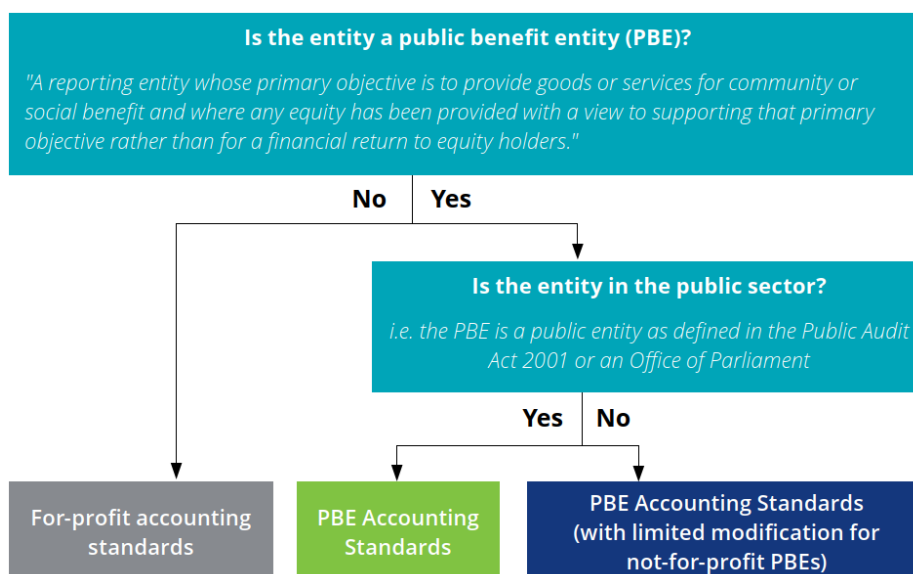 Is the entity a public benefit entity (PBE)?
"A reporting entity whose primary objective is to provide goods or services for community or
social benefit and where any equity has been provided with a view to supporting that primary
objective rather than for a financial return to equity holders."
No
Yes
Is the entity in the public sector?
i.e. the PBE is a public entity as defined in the Public Audit
Act 2001 or an Office of Parliament
Yes
No
For-profit accounting
standards
PBE Accounting
Standards
PBE Accounting Standards
(with limited modification for
not-for-profit PBEs)